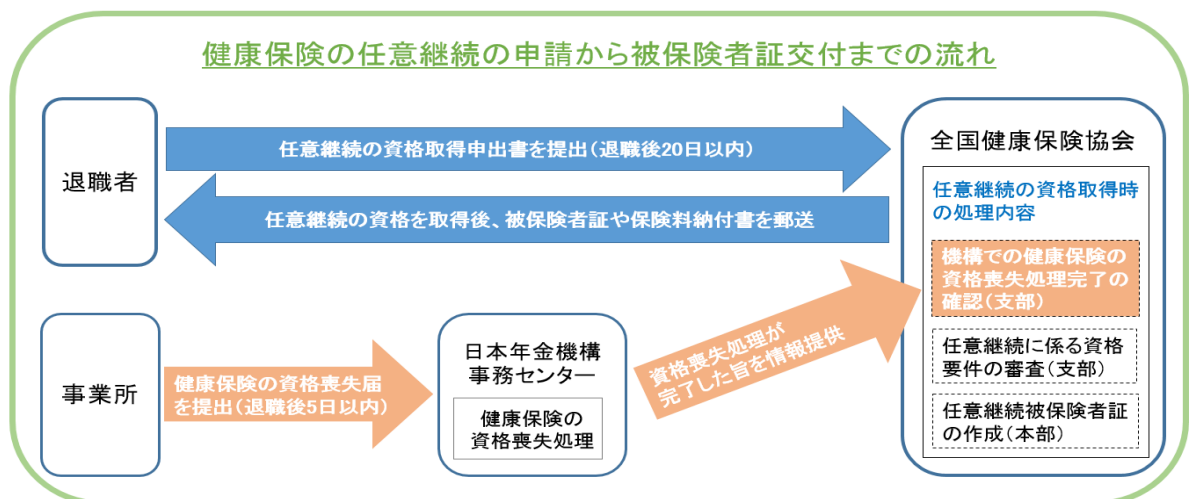 健康保険の任意継続の申請から被保険者証交付までの流れ
退職者
任意継続の資格取得申出書を提出（退職後20日以内）
任意継続の資格を取得後、被保険者証や保険料納付書を郵送
全国健康保険協会
任意継続の資格取得時
の処理内容
機構での健康保険の
資格喪失処理完了の
確認（支部）
任意継続に係る資格
要件の審査（支部）
任意継続被保険者証
の作成（本部）
事業所
健康保険の資格喪失届
を提出（退職後5日以内）
日本年金機構
事務センター
健康保険の
資格喪失処理
資格喪失処理が
完了した旨を情報提供